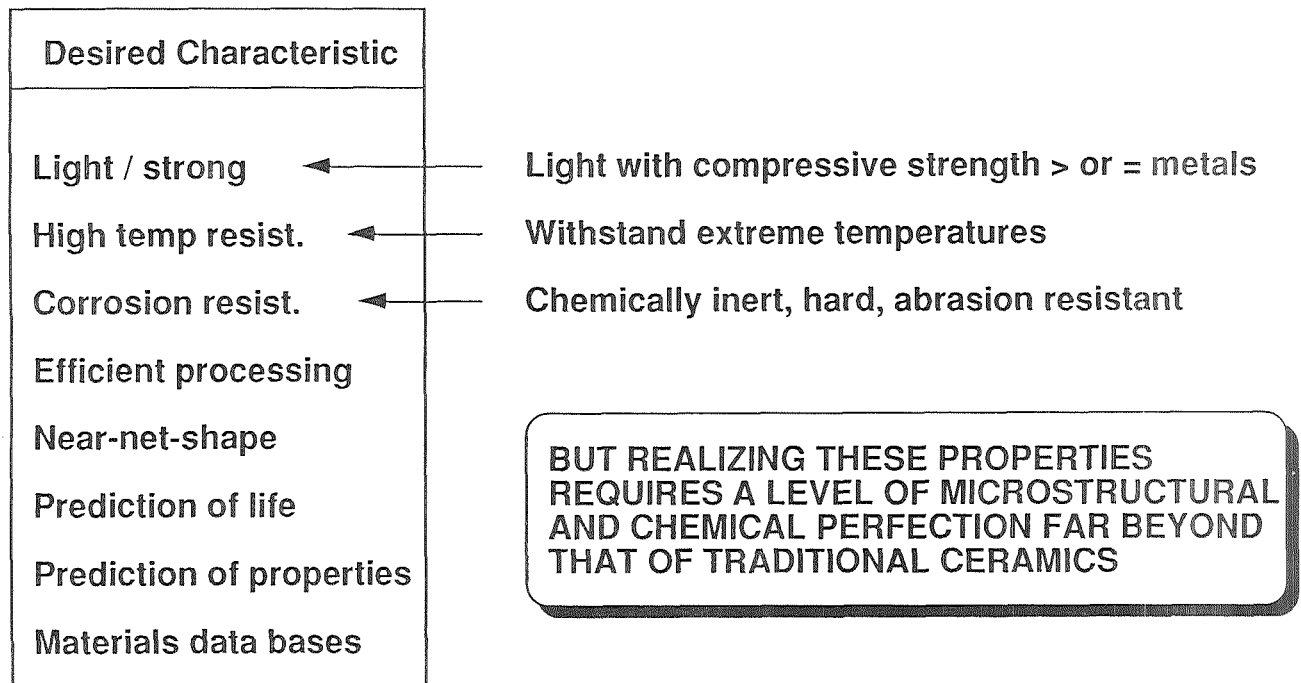 Desired Characteristic
Light / strong
Light with compressive strength > or = metals
High temp resist.
Withstand extreme temperatures
Corrosion resist.
Chemically inert, hard, abrasion resistant
Efficient processing
Near-net-shape
Prediction of life
Prediction of properties
Materials data bases
BUT REALIZING THESE PROPERTIES
REQUIRES A LEVEL OF MICROSTRUCTURAL
AND CHEMICAL PERFECTION FAR BEYOND
THAT OF TRADITIONAL CERAMICS